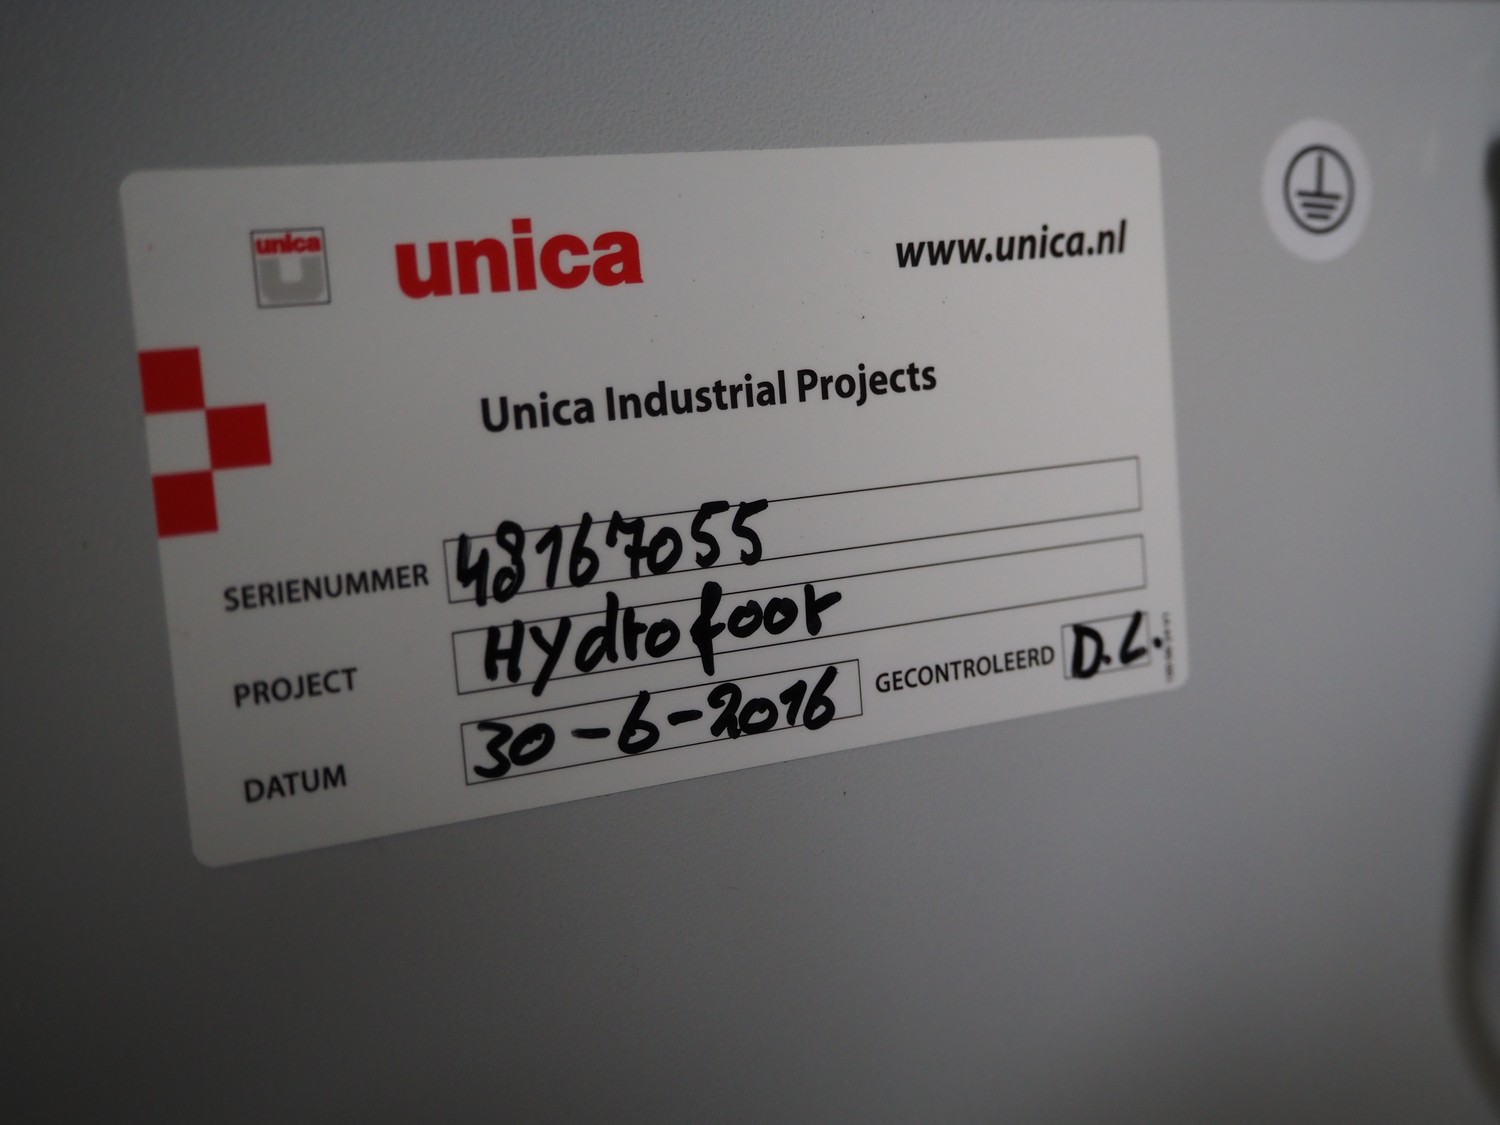 unica
unica
www.unica.nl
Unica Industrial Projects
SERIENUMMER 48167055
PROJECT Hydrofoor
DATUM 30-6-2016 GECONTROLEERD D.L.